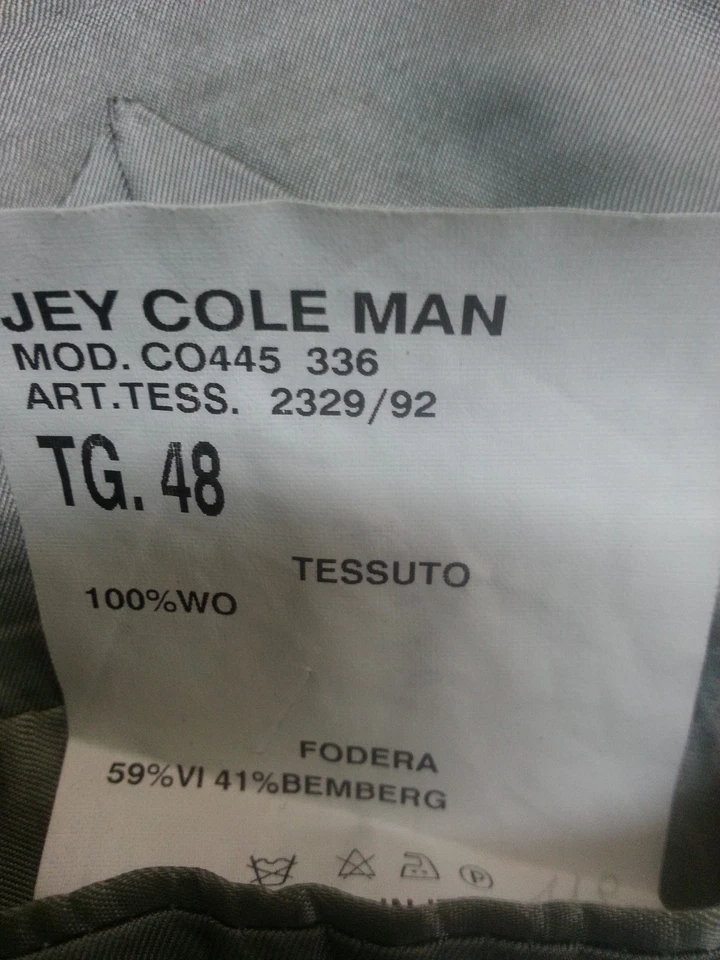 JEY COLE MAN
MOD. CO445 336
ART.TESS. 2329/92
TG. 48
TESSUTO
100%WO
FODERA
59%VI 41%BEMBERG
P